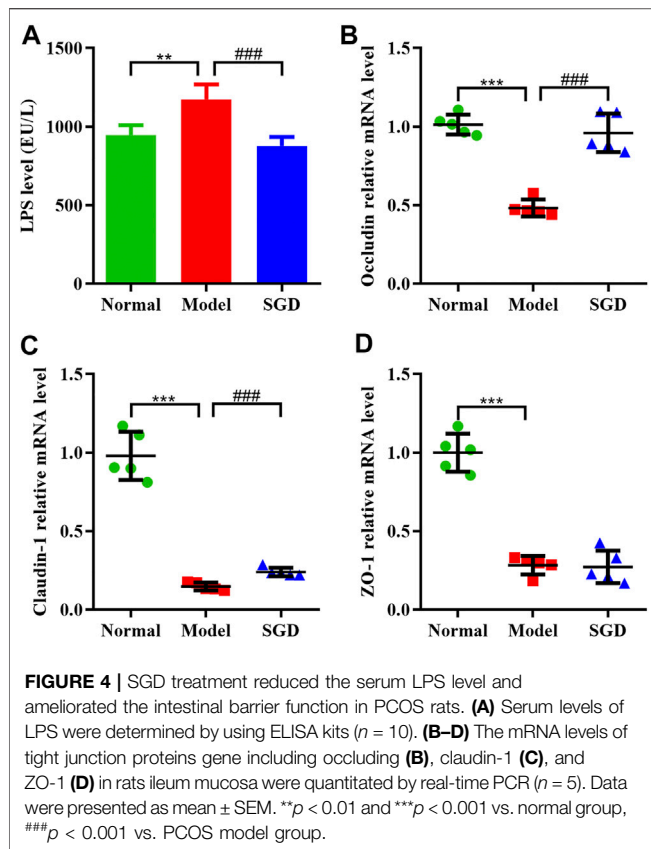 A
B
1500
1000
500
0
LPS level (EU/L)
**
###
Normal Model SGD
1.5
1.0
0.5
0.0
Occludin relative mRNA level
***
###
Normal Model SGD
C
D
1.5
1.0
0.5
0.0
Claudin-1 relative mRNA level
***
###
Normal Model SGD
1.5
1.0
0.5
0.0
ZO-1 relative mRNA level
***
Normal Model SGD
FIGURE 4 | SGD treatment reduced the serum LPS level and
ameliorated the intestinal barrier function in PCOS rats. (A) Serum levels of
LPS were determined by using ELISA kits (n = 10). (B–D) The mRNA levels of
tight junction proteins gene including occluding (B), claudin-1 (C), and
ZO-1 (D) in rats ileum mucosa were quantitated by real-time PCR (n = 5). Data
were presented as mean ± SEM. **p < 0.01 and ***p < 0.001 vs. normal group,
###p < 0.001 vs. PCOS model group.